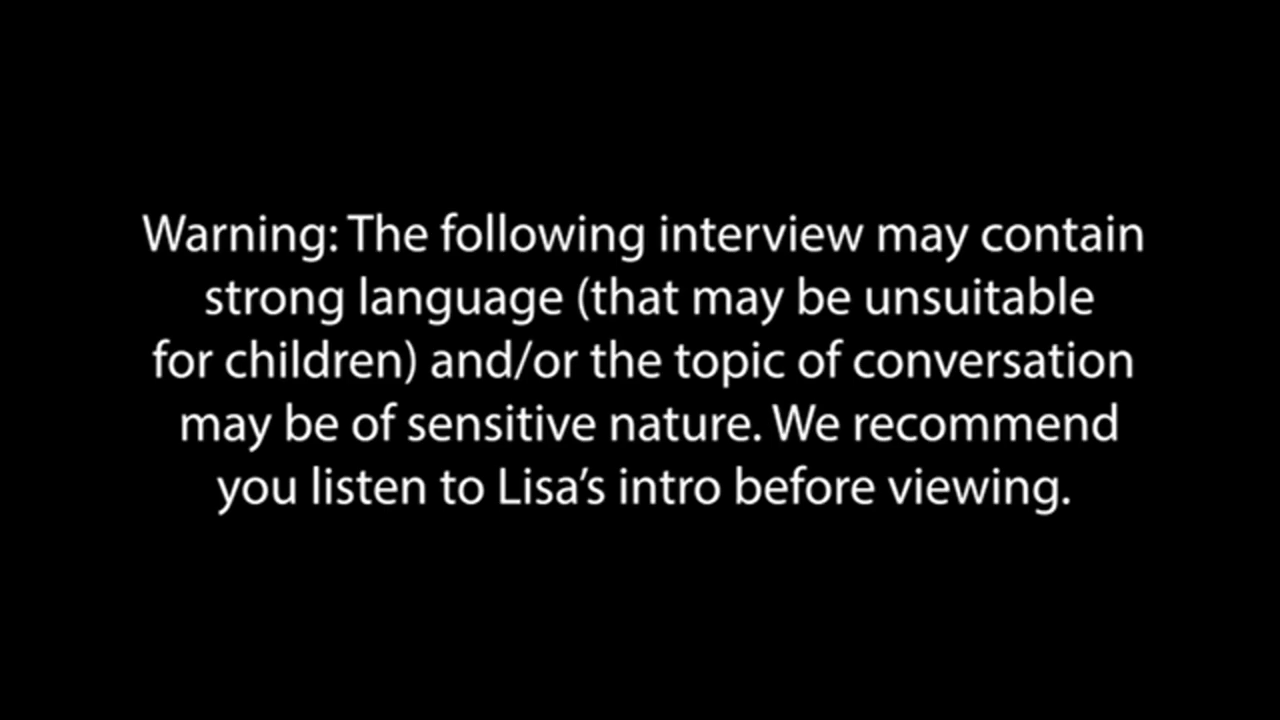 Warning: The following interview may contain
strong language (that may be unsuitable
for children) and/or the topic of conversation
may be of sensitive nature. We recommend
you listen to Lisa’s intro before viewing.